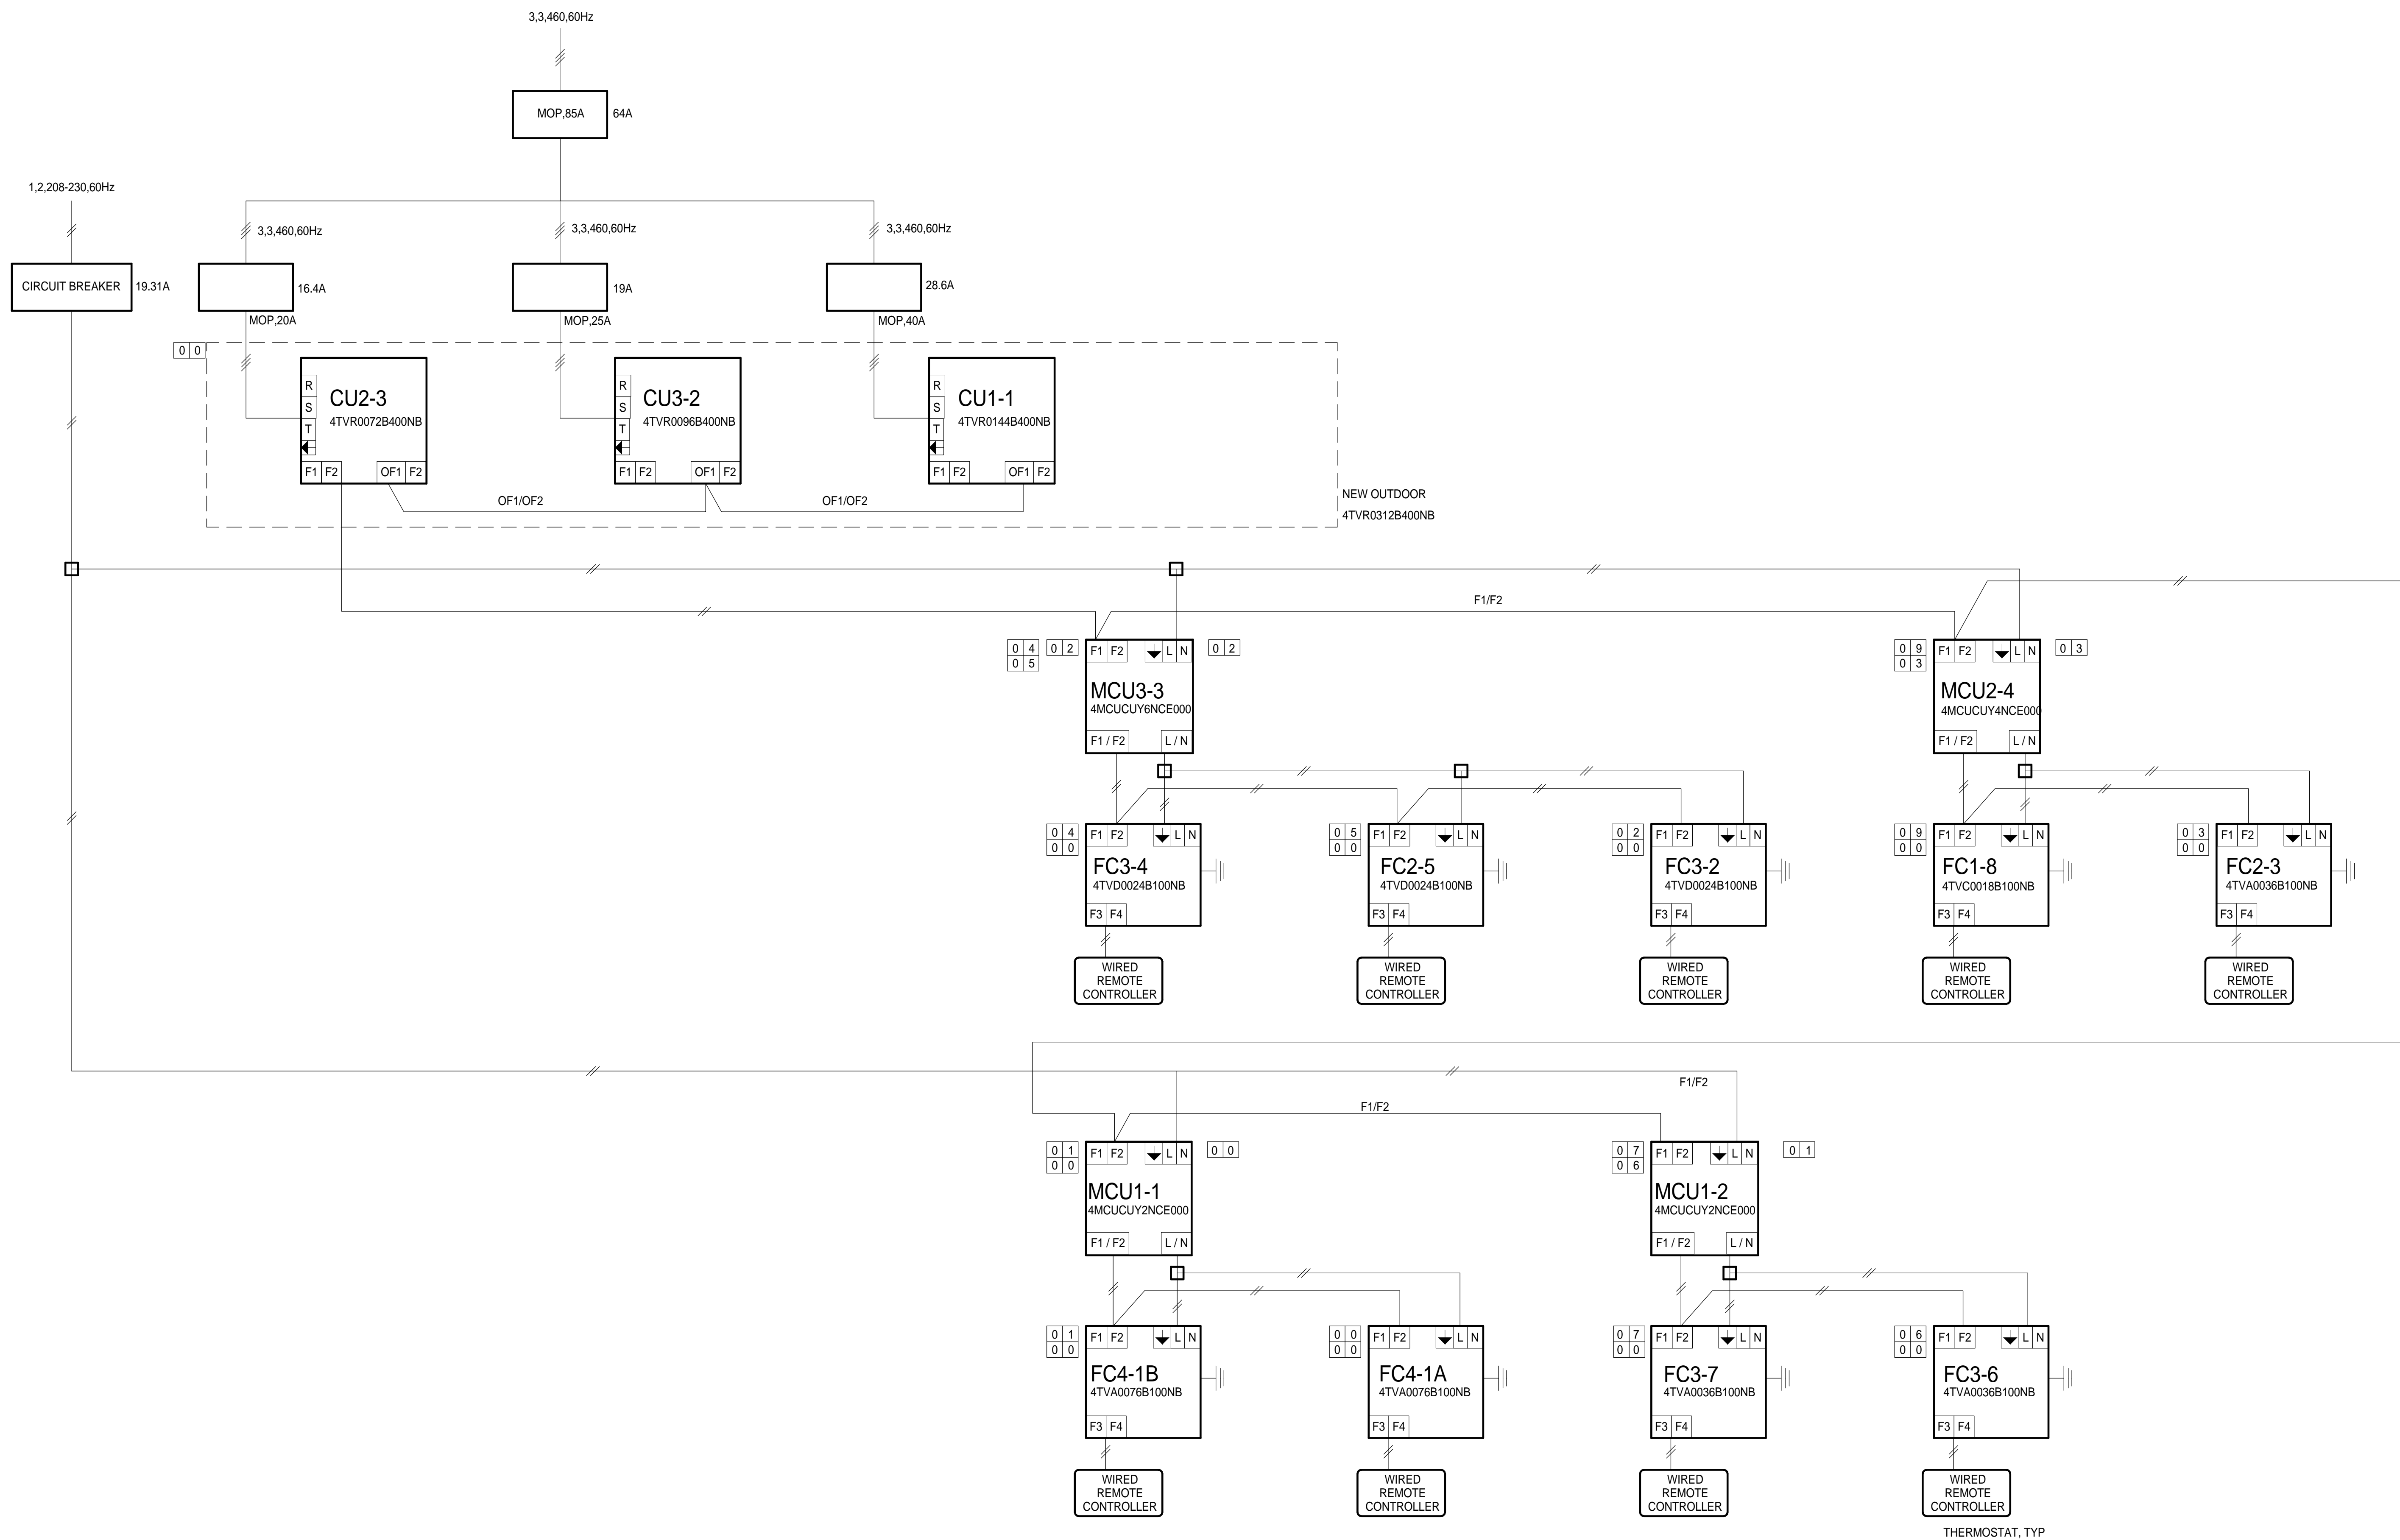 3,3,460,60Hz
MOP,85A 64A
1,2,208-230,60Hz
3,3,460,60Hz 3,3,460,60Hz 3,3,460,60Hz
CIRCUIT BREAKER 19.31A 16.4A 19A 28.6A
MOP,20A MOP,25A MOP,40A
0 0
R R R
CU2-3 CU3-2 CU1-1
S S S
4TVR0072B400NB 4TVR0096B400NB 4TVR0144B400NB
T T T
F1 F2 OF1 F2 F1 F2 OF1 F2 F1 F2 OF1 F2
OF1/OF2 OF1/OF2
NEW OUTDOOR
4TVR0312B400NB
F1/F2
0 4 0 2 F1 F2 L N 0 2 0 9 F1 F2 L N 0 3
0 5 0 3
MCU3-3 MCU2-4
4MCUCUY6NCE000 4MCUCUY4NCE000
F1 / F2 L / N F1 / F2 L / N
0 4 F1 F2 L N 0 5 F1 F2 L N 0 2 F1 F2 L N 0 9 F1 F2 L N 0 3 F1 F2 L N
0 0 0 0 0 0 0 0 0 0
FC3-4 FC2-5 FC3-2 FC1-8 FC2-3
4TVD0024B100NB 4TVD0024B100NB 4TVD0024B100NB 4TVC0018B100NB 4TVA0036B100NB
F3 F4 F3 F4 F3 F4 F3 F4 F3 F4
WIRED WIRED WIRED WIRED WIRED
REMOTE REMOTE REMOTE REMOTE REMOTE
CONTROLLER CONTROLLER CONTROLLER CONTROLLER CONTROLLER
F1/F2
F1/F2
0 1 F1 F2 L N 0 0 0 7 F1 F2 L N 0 1
0 0 0 6
MCU1-1 MCU1-2
4MCUCUY2NCE000 4MCUCUY2NCE000
F1 / F2 L / N F1 / F2 L / N
0 1 F1 F2 L N 0 0 F1 F2 L N 0 7 F1 F2 L N 0 6 F1 F2 L N
0 0 0 0 0 0 0 0
FC4-1B FC4-1A FC3-7 FC3-6
4TVA0076B100NB 4TVA0076B100NB 4TVA0036B100NB 4TVA0036B100NB
F3 F4 F3 F4 F3 F4 F3 F4
WIRED WIRED WIRED WIRED
REMOTE REMOTE REMOTE REMOTE
CONTROLLER CONTROLLER CONTROLLER CONTROLLER
THERMOSTAT, TYP